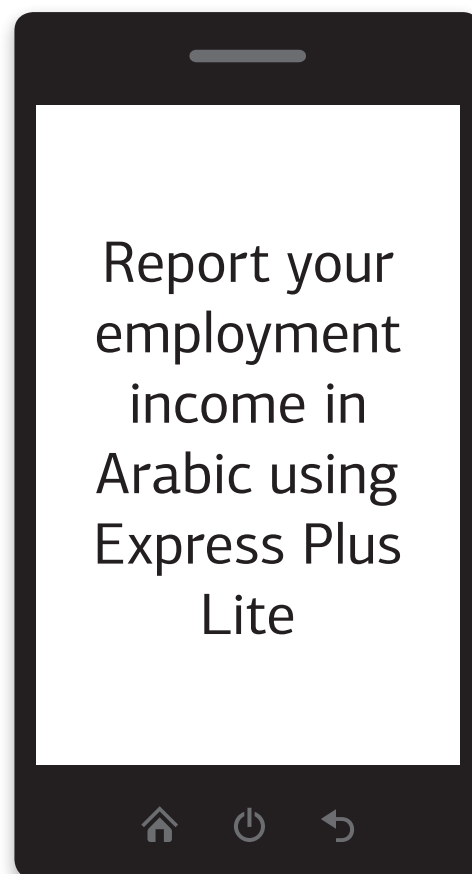 Report your
employment
income in
Arabic using
Express Plus
Lite